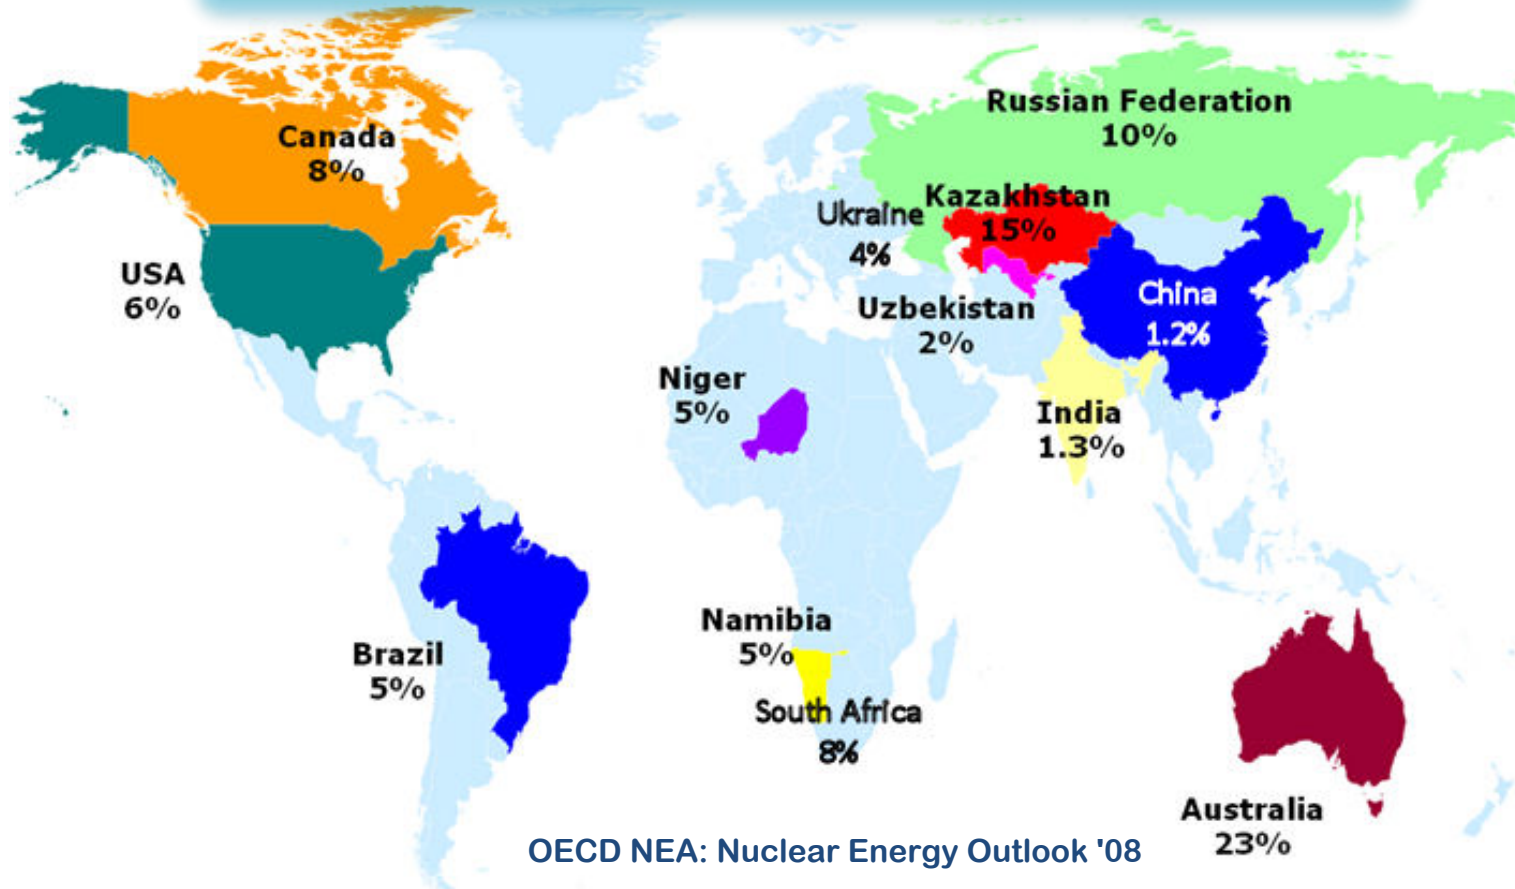 Russian Federation
10%
Canada
8%
Kazakhstan
15%
Ukraine
4%
USA
6%
China
1.2%
Uzbekistan
2%
Niger
5%
India
1.3%
Namibia
5%
Brazil
5%
South Africa
8%
Australia
23%
OECD NEA: Nuclear Energy Outlook '08